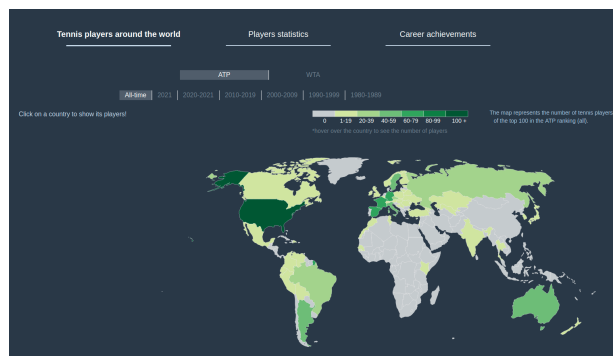 Tennis players around the world
Players statistics
Career achievements
ATP
WTA
All-time | 2021 | 2020-2021 | 2010-2019 | 2000-2009 | 1990-1999 | 1980-1989
Click on a country to show its players!
0 1-19 20-39 40-59 60-79 80-99 100 +
*hover over the country to see the number of players
The map represents the number of tennis players
of the top 100 in the ATP ranking (all).